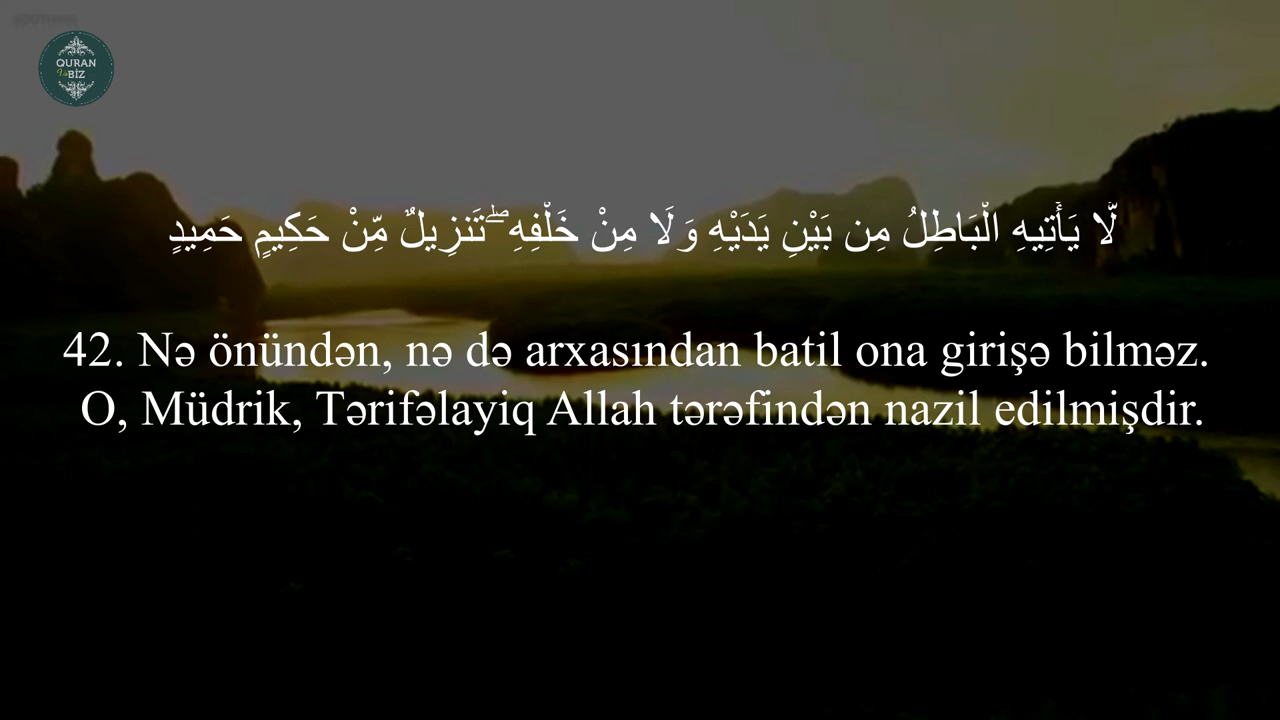 QURAN
Və BİZ
لَّا يَأْتِيهِ الْبَاطِلُ مِن بَيْنِ يَدَيْهِ وَلَا مِنْ خَلْفِهِ ۖ تَنزِيلٌ مِّنْ حَكِيمٍ حَمِيدٍ
42. Nə önündən, nə də arxasından batil ona girişə bilməz.
O, Müdrik, Tərifəlayiq Allah tərəfindən nazil edilmişdir.